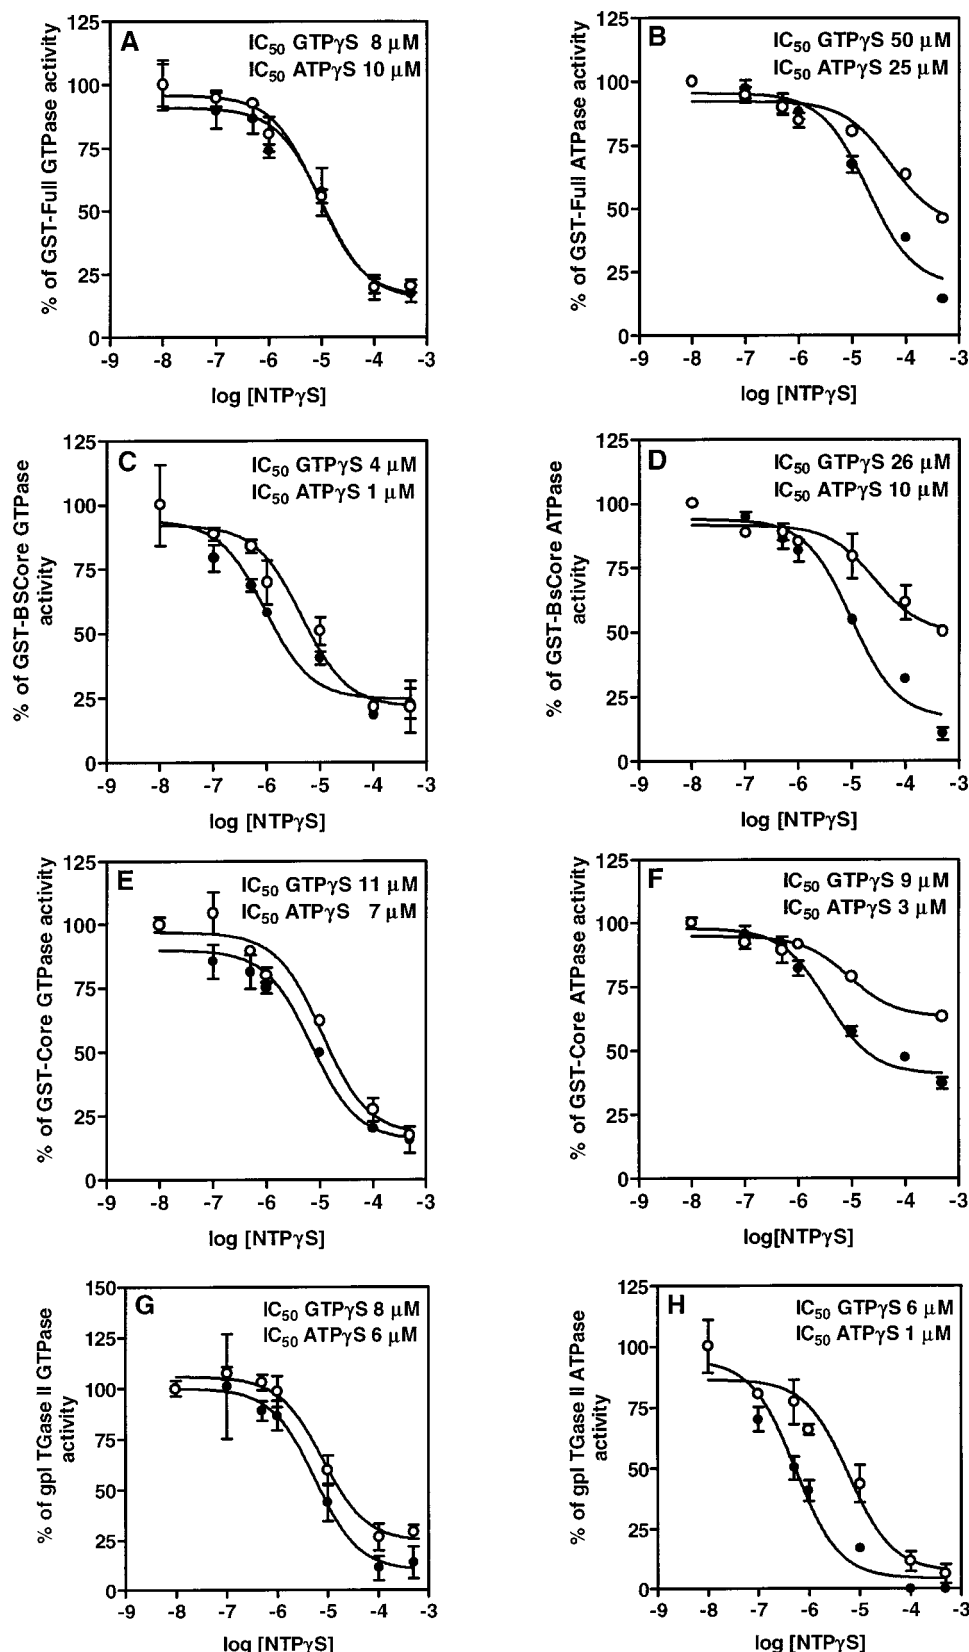 A
IC50 GTPγS 8 μM
IC50 ATPγS 10 μM
% of GST-Full GTPase activity
125
100
75
50
25
0
-9 -8 -7 -6 -5 -4 -3
log [NTPγS]
B
IC50 GTPγS 50 μM
IC50 ATPγS 25 μM
% of GST-Full ATPase activity
125
100
75
50
25
0
-9 -8 -7 -6 -5 -4 -3
log [NTPγS]
C
IC50 GTPγS 4 μM
IC50 ATPγS 1 μM
% of GST-BSCore GTPase
activity
125
100
75
50
25
0
-9 -8 -7 -6 -5 -4 -3
log [NTPγS]
D
IC50 GTPγS 26 μM
IC50 ATPγS 10 μM
% of GST-BsCore ATPase
activity
125
100
75
50
25
0
-9 -8 -7 -6 -5 -4 -3
log [NTPγS]
E
IC50 GTPγS 11 μM
IC50 ATPγS 7 μM
% of GST-Core GTPase activity
125
100
75
50
25
0
-9 -8 -7 -6 -5 -4 -3
log [NTPγS]
F
IC50 GTPγS 9 μM
IC50 ATPγS 3 μM
% of GST-Core ATPase activity
125
100
75
50
25
0
-9 -8 -7 -6 -5 -4 -3
log[NTPγS]
G
IC50 GTPγS 8 μM
IC50 ATPγS 6 μM
% of gpl TGase II GTPase
activity
150
125
100
75
50
25
0
-9 -8 -7 -6 -5 -4 -3
log [NTPγS]
H
IC50 GTPγS 6 μM
IC50 ATPγS 1 μM
% of gpl TGase II ATPase
activity
125
100
75
50
25
0
-9 -8 -7 -6 -5 -4 -3
log [NTPγS]